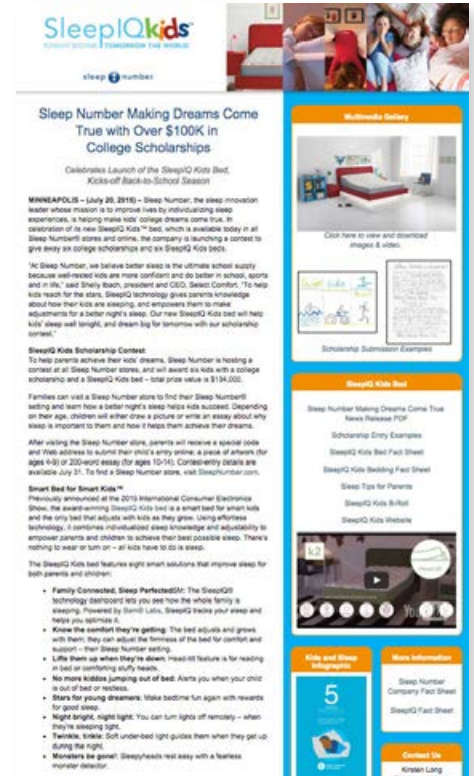 SleepIQkids™
TONIGHT BEDTIME TOMORROW THE WORLD!
sleep number
Sleep Number Making Dreams Come
True with Over $100K in
College Scholarships
Celebrates Launch of the SleepIQ Kids Bed,
Kicks-off Back-to-School Season
MINNEAPOLIS – (July 20, 2015) – Sleep Number, the sleep innovation
leader whose mission is to improve lives by individualizing sleep
experiences, is helping make kids' college dreams come true. In
celebration of its new SleepIQ Kids™ bed, which is available today in all
Sleep Number® stores and online, the company is launching a contest to
give away six college scholarships and six SleepIQ Kids beds.
"At Sleep Number, we believe better sleep is the ultimate school supply
because well-rested kids are more confident and do better in school, sports
and in life," said Shelly Ibach, president and CEO, Select Comfort. "To help
kids reach for the stars, SleepIQ technology gives parents knowledge
about how their kids are sleeping, and empowers them to make
adjustments for a better night's sleep. Our new SleepIQ Kids bed will help
kids' sleep well tonight, and dream big for tomorrow with our scholarship
contest."
SleepIQ Kids Scholarship Contest
To help parents achieve their kids' dreams, Sleep Number is hosting a
contest at all Sleep Number stores, and will award six kids with a college
scholarship and a SleepIQ Kids bed – total prize value is $134,000.
Families can visit a Sleep Number store to find their Sleep Number®
setting and learn how a better night's sleep helps kids succeed. Depending
on their age, children will either draw a picture or write an essay about why
sleep is important to them and how it helps them achieve their dreams.
After visiting the Sleep Number store, parents will receive a special code
and Web address to submit their child's entry online; a piece of artwork (for
ages 4-9) or 200-word essay (for ages 10-14). Contest-entry details are
available July 31. To find a Sleep Number store, visit SleepNumber.com.
Smart Bed for Smart Kids™
Previously announced at the 2015 International Consumer Electronics
Show, the award-winning SleepIQ Kids bed is a smart bed for smart kids
and the only bed that adjusts with kids as they grow. Using effortless
technology, it combines individualized sleep knowledge and adjustability to
empower parents and children to achieve their best possible sleep. There's
nothing to wear or turn on – all kids have to do is sleep.
The SleepIQ Kids bed features eight smart solutions that improve sleep for
both parents and children:
• Family Connected, Sleep PerfectedSM: The SleepIQ®
technology dashboard lets you see how the whole family is
sleeping. Powered by BAM Labs, SleepIQ tracks your sleep and
helps you optimize it.
• Know the comfort they're getting: The bed adjusts and grows
with them; they can adjust the firmness of the bed for comfort and
support – their Sleep Number setting.
• Lifts them up when they're down: Head-tilt feature is for reading
in bed or comforting stuffy heads.
• No more kiddos jumping out of bed: Alerts you when your child
is out of bed or restless.
• Stars for young dreamers: Make bedtime fun again with rewards
for good sleep.
• Night bright, night light: You can turn lights off remotely – when
they're sleeping tight.
• Twinkle, tinkle: Soft under-bed light guides them when they get up
during the night.
• Monsters be gone!: Sleepyheads rest easy with a fearless
monster detector.
Multimedia Gallery
Click here to view and download
images & video.
Scholarship Submission Examples
SleepIQ Kids Bed
Sleep Number Making Dreams Come True
News Release PDF
Scholarship Entry Examples
SleepIQ Kids Bed Fact Sheet
SleepIQ Kids Bedding Fact Sheet
Sleep Tips for Parents
SleepIQ Kids B-Roll
SleepIQ Kids Website
k2
Kids and Sleep
Infographic
5
More Information
Sleep Number
Company Fact Sheet
SleepIQ Fact Sheet
Contact Us
Kirsten Long